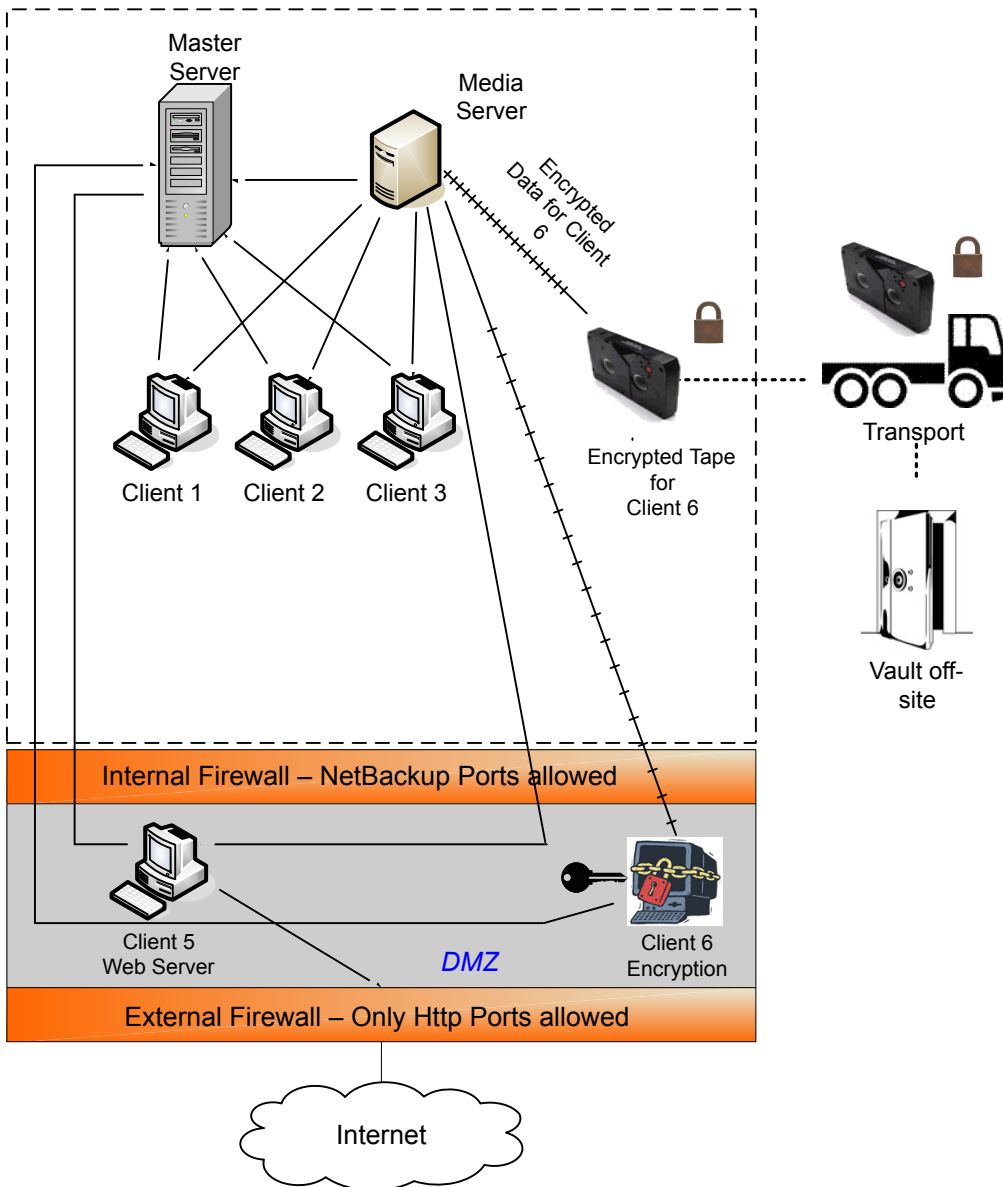 Master
Server
Media
Server
Encrypted
Data for Client
6
Client 1
Client 2
Client 3
Encrypted Tape
for
Client 6
Transport
Vault off-
site
Internal Firewall – NetBackup Ports allowed
Client 5
Web Server
DMZ
Client 6
Encryption
External Firewall – Only Http Ports allowed
Internet